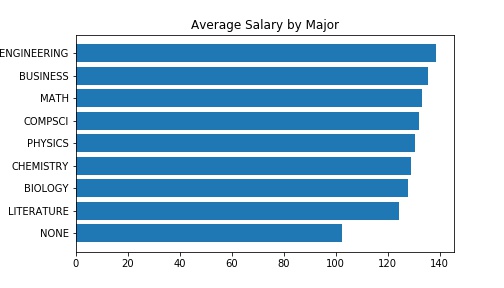 Average Salary by Major
ENGINEERING
BUSINESS
MATH
COMPSCI
PHYSICS
CHEMISTRY
BIOLOGY
LITERATURE
NONE
0 20 40 60 80 100 120 140